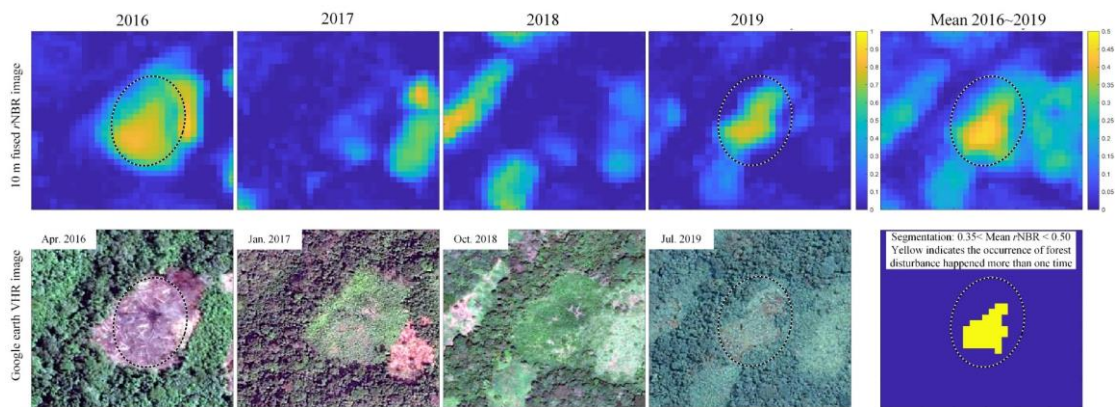 2016
2017
2018
2019
Mean 2016~2019
10 m fused rNBR image
1
0.9
0.8
0.7
0.6
0.5
0.4
0.3
0.2
0.1
0
0.5
0.45
0.4
0.35
0.3
0.25
0.2
0.15
0.1
0.05
0
Google earth VHR image
Apr. 2016
Jan. 2017
Oct. 2018
Jul. 2019
Segmentation: 0.35< Mean rNBR < 0.50
Yellow indicates the occurrence of forest
disturbance happened more than one time